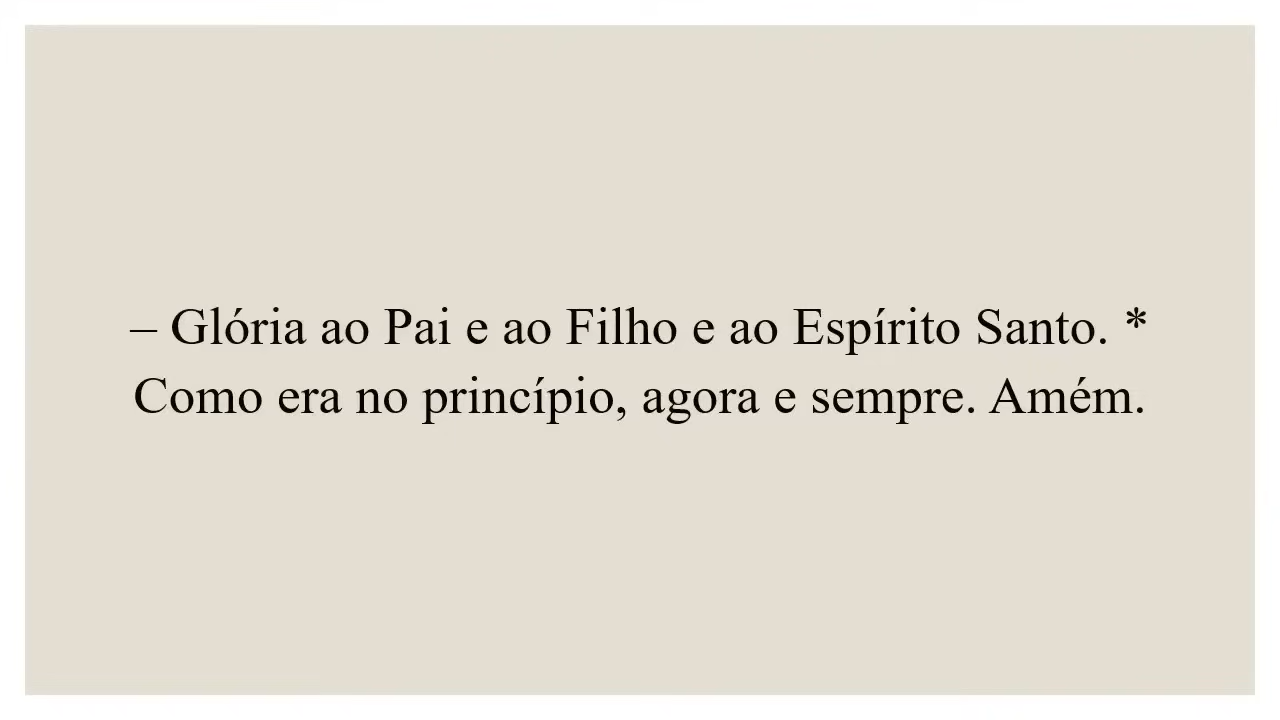 – Glória ao Pai e ao Filho e ao Espírito Santo. *
Como era no princípio, agora e sempre. Amém.